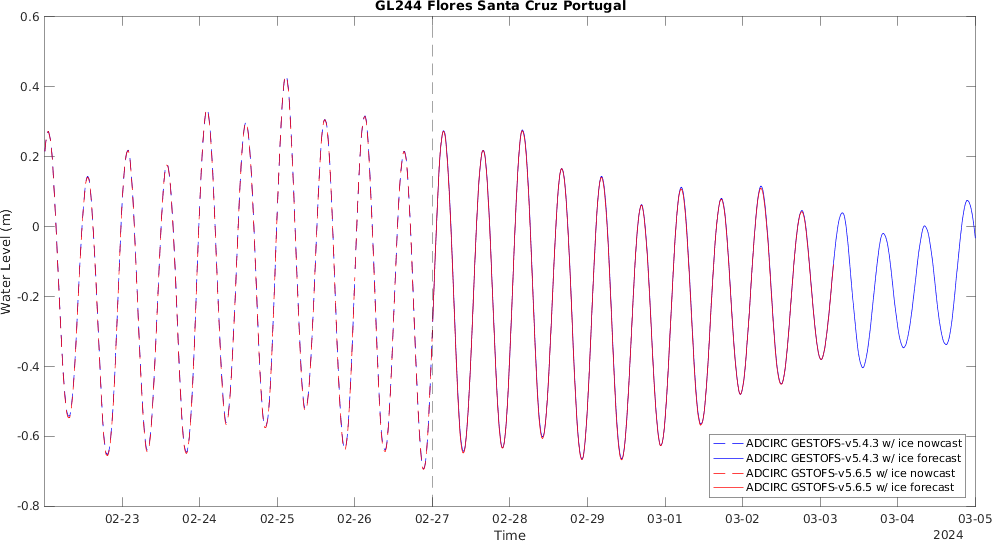 GL244 Flores Santa Cruz Portugal
0.6
0.4
0.2
0
-0.2
-0.4
-0.6
-0.8
Water Level (m)
ADCIRC GESTOFS-v5.4.3 w/ ice nowcast
ADCIRC GESTOFS-v5.4.3 w/ ice forecast
ADCIRC GSTOFS-v5.6.5 w/ ice nowcast
ADCIRC GSTOFS-v5.6.5 w/ ice forecast
02-23 02-24 02-25 02-26 02-27 02-28 02-29 03-01 03-02 03-03 03-04 03-05
Time 2024